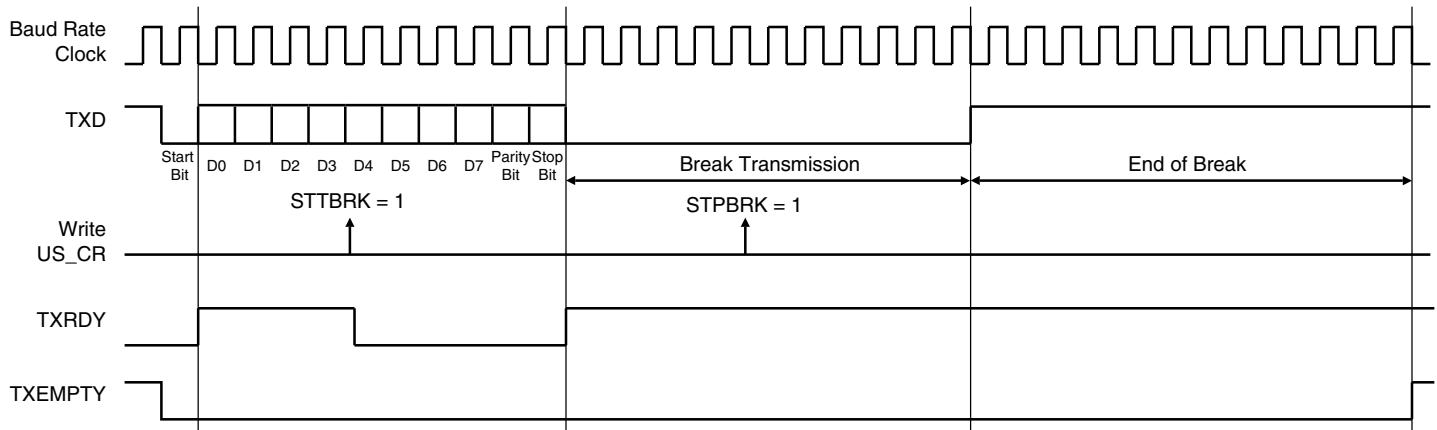 Baud Rate
Clock
TXD
Start
Bit
D0 D1 D2 D3 D4 D5 D6 D7
Parity
Bit
Stop
Bit
Break Transmission
End of Break
STTBRK = 1
STPBRK = 1
Write
US_CR
TXRDY
TXEMPTY